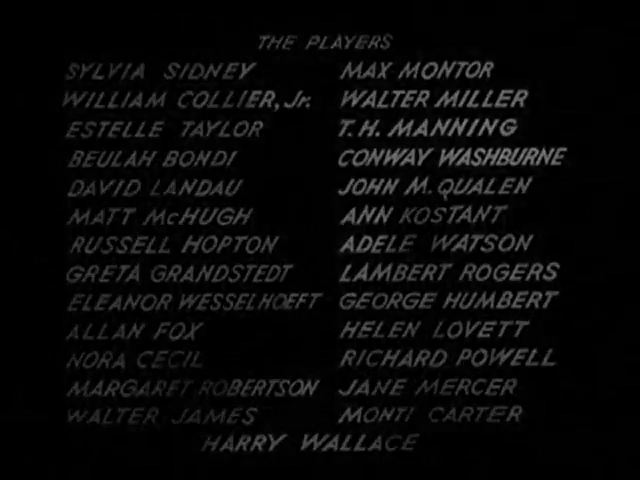 THE PLAYERS
SYLVIA SIDNEY
WILLIAM COLLIER, Jr.
ESTELLE TAYLOR
BEULAH BONDI
DAVID LANDAU
MATT McHUGH
RUSSELL HOPTON
GRETA GRANDSTEDT
ELEANOR WESSELHOEFT
ALLAN FOX
NORA CECIL
MARGARET ROBERTSON
WALTER JAMES
MAX MONTOR
WALTER MILLER
T. H. MANNING
CONWAY WASHBURNE
JOHN M. QUALEN
ANN KOSTANT
ADELE WATSON
LAMBERT ROGERS
GEORGE HUMBERT
HELEN LOVETT
RICHARD POWELL
JANE MERCER
MONTI CARTER
HARRY WALLACE